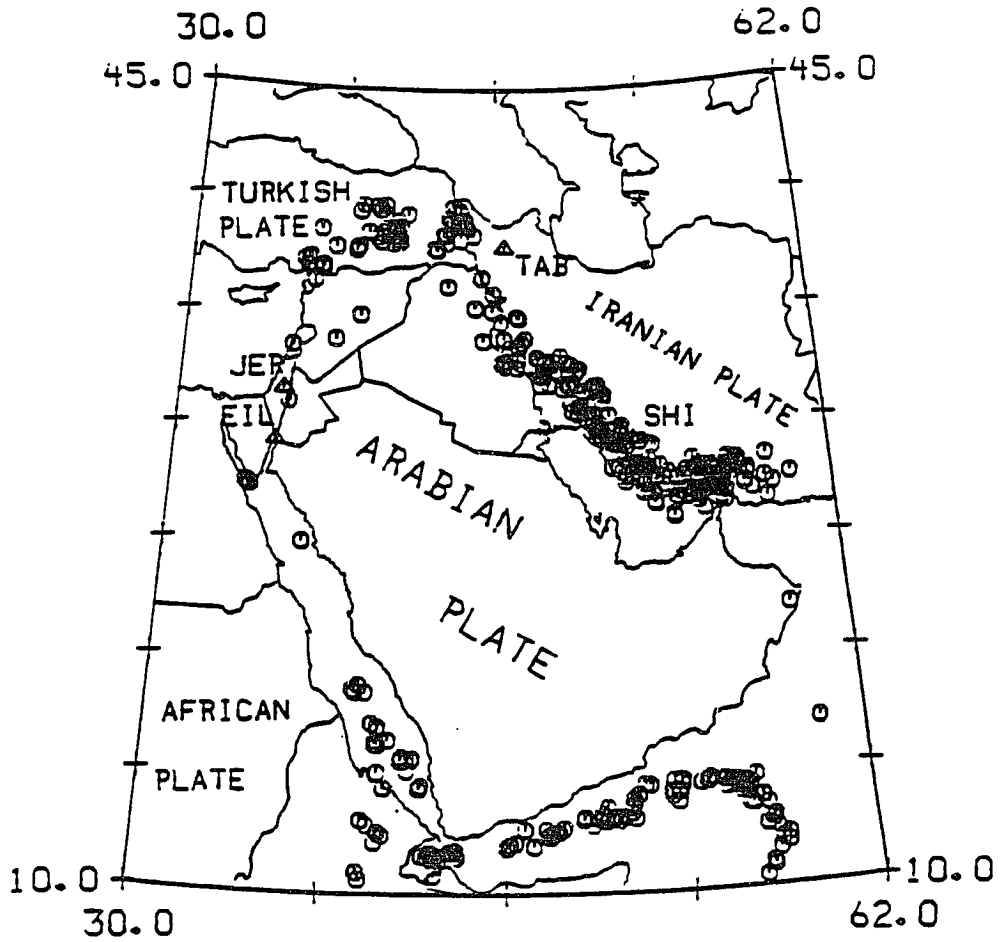 30.0
62.0
45.0
45.0
TURKISH
PLATE
TAB
IRANIAN PLATE
JER
SHI
EIL
ARABIAN
PLATE
AFRICAN
PLATE
10.0
10.0
30.0
62.0